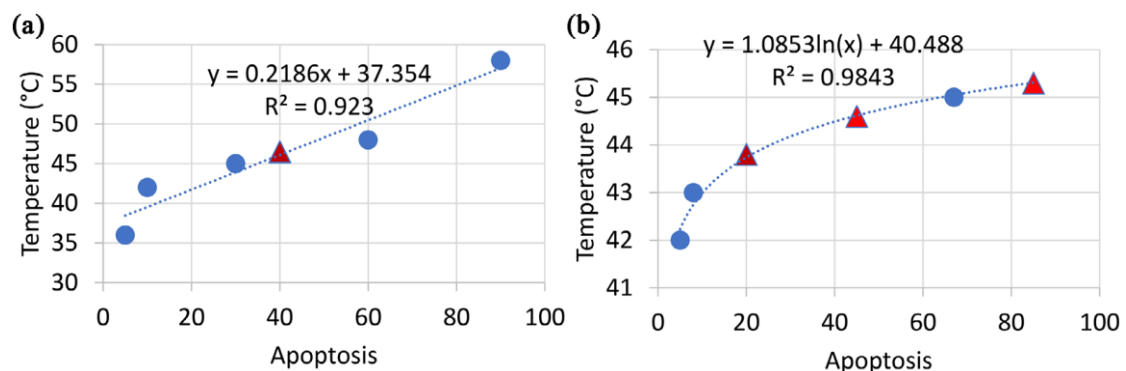 (a)
y = 0.2186x + 37.354
R² = 0.923
Temperature (°C)
60
55
50
45
40
35
30
0 20 40 60 80 100
Apoptosis
(b)
y = 1.0853ln(x) + 40.488
R² = 0.9843
Temperature (°C)
46
45
44
43
42
41
0 20 40 60 80 100
Apoptosis